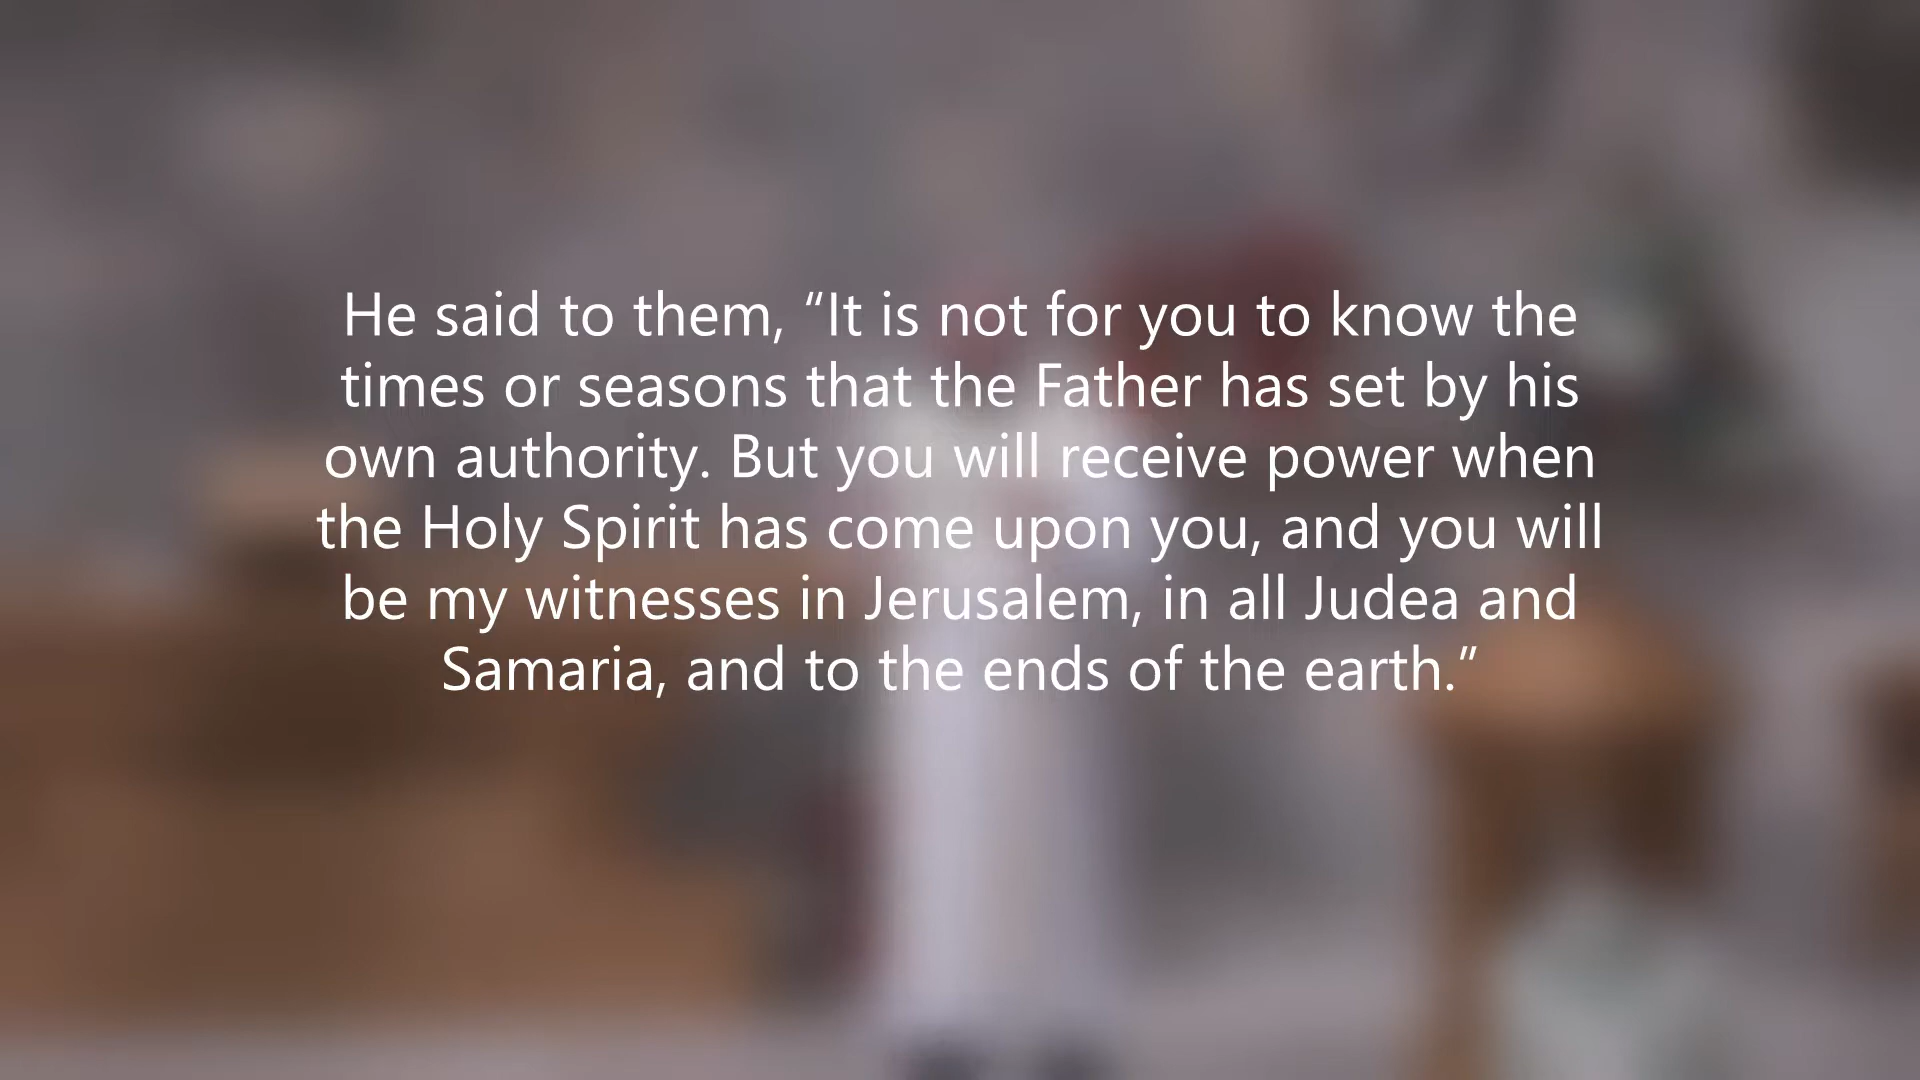 He said to them, “It is not for you to know the
times or seasons that the Father has set by his
own authority. But you will receive power when
the Holy Spirit has come upon you, and you will
be my witnesses in Jerusalem, in all Judea and
Samaria, and to the ends of the earth.”